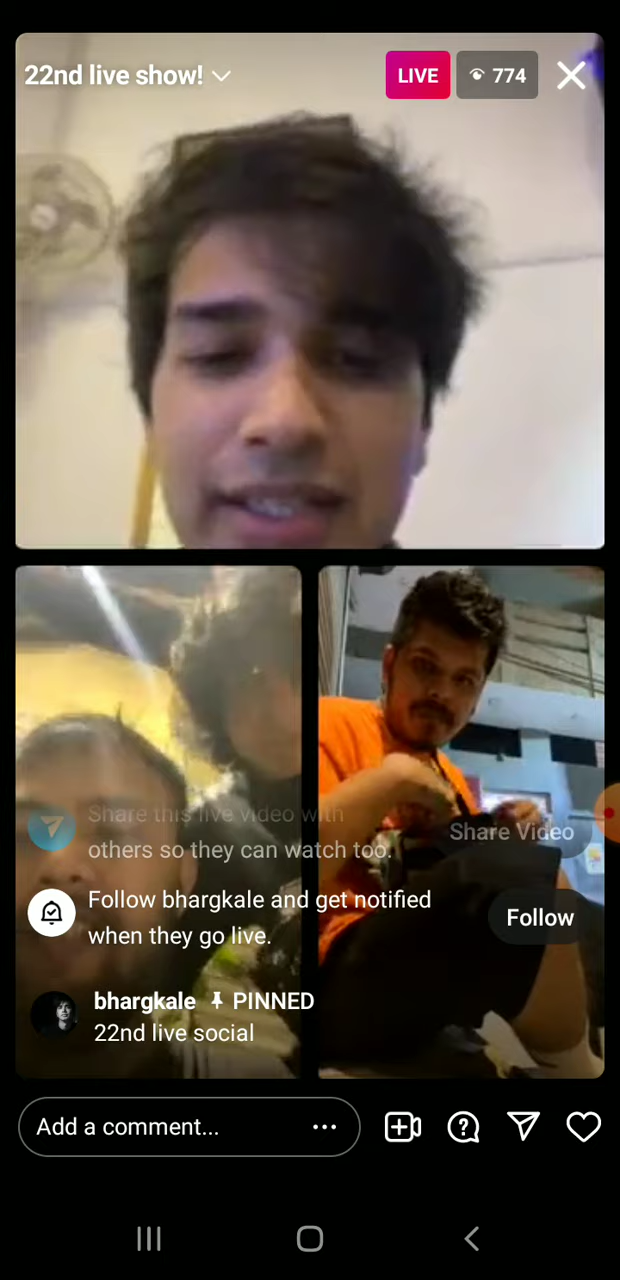 22nd live show!
LIVE
774
Share this live video with
others so they can watch too.
Share Video
Follow bhargkale and get notified
when they go live.
Follow
bhargkale PINNED
22nd live social
Add a comment...